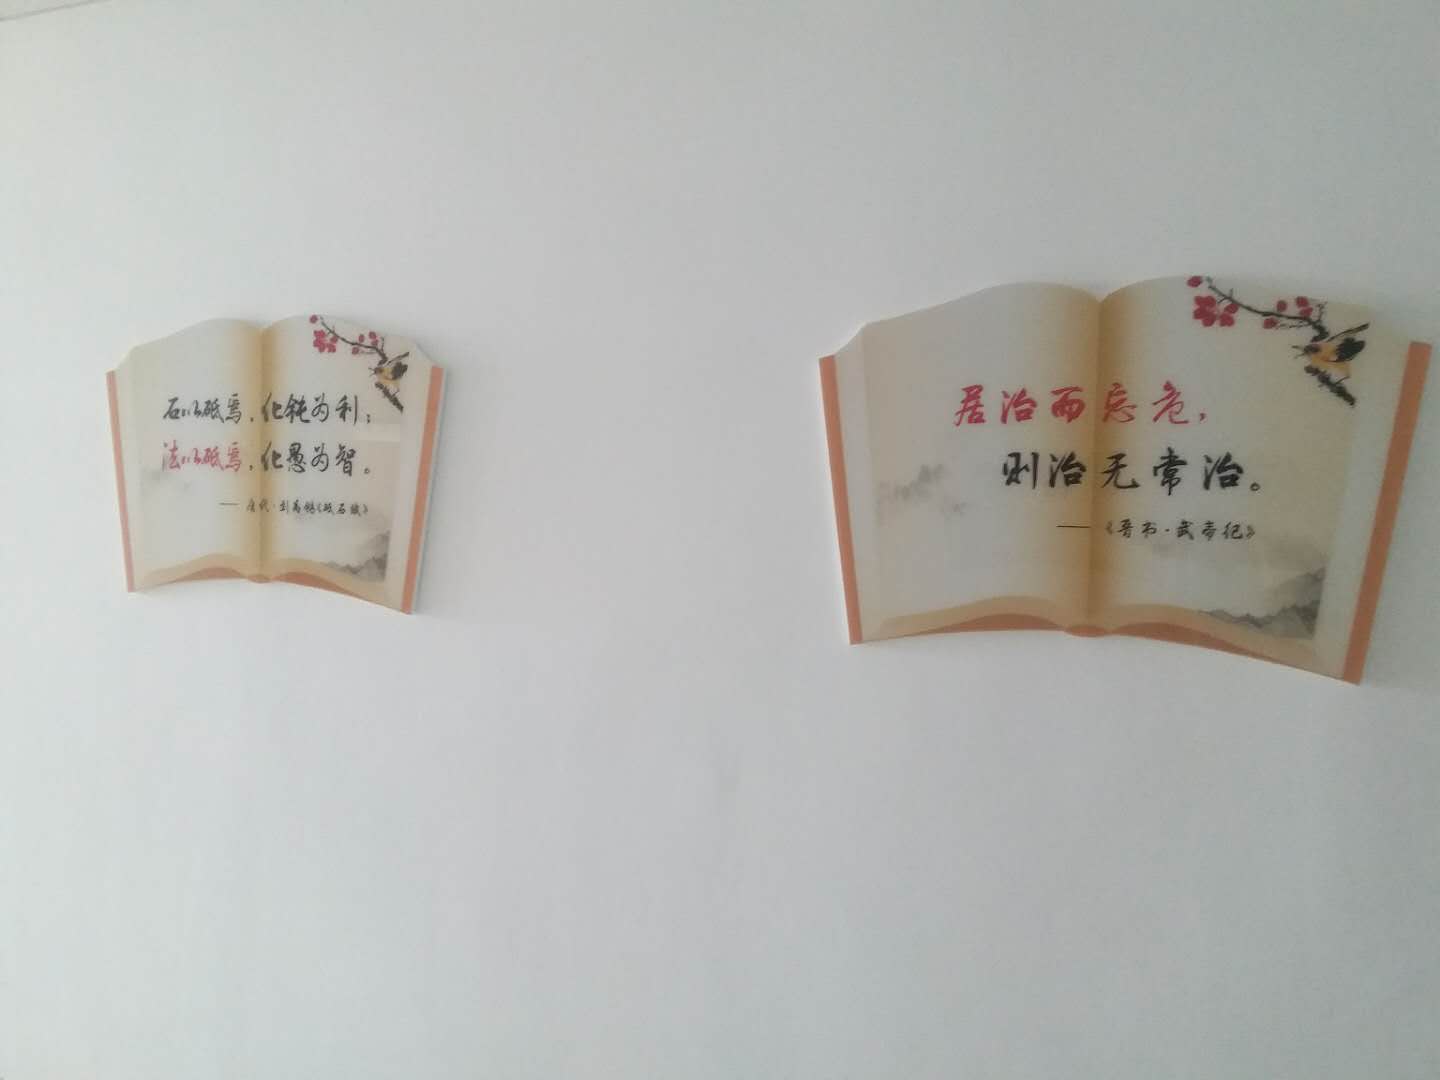 石以砥焉，化钝为利；
法以砥焉，化愚为智。
——唐代·刘禹锡《砥石赋》
居治而忘危，
则治无常治。
——《晋书·武帝纪》